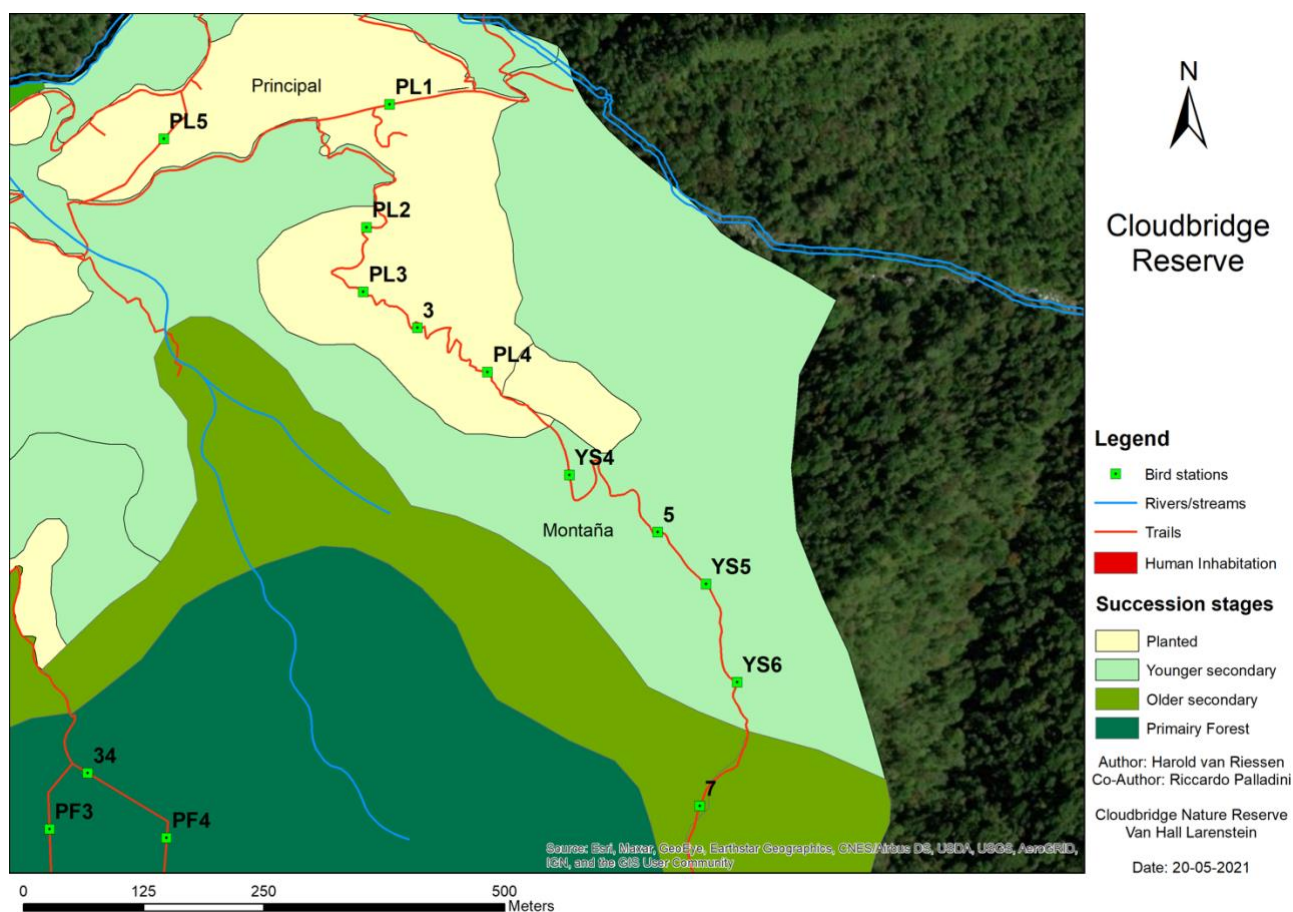 Principal
PL1
PL5
PL2
PL3
3
PL4
YS4
5
Montaña
YS5
YS6
34
7
PF3
PF4
Source: Esri, Maxar, GeoEye, Earthstar Geographics, CNES/Airbus DS, USDA, USGS, AeroGRID,
IGN, and the GIS User Community
0 125 250 500
Meters
N
Cloudbridge
Reserve
Legend
Bird stations
Rivers/streams
Trails
Human Inhabitation
Succession stages
Planted
Younger secondary
Older secondary
Primairy Forest
Author: Harold van Riessen
Co-Author: Riccardo Palladini
Cloudbridge Nature Reserve
Van Hall Larenstein
Date: 20-05-2021